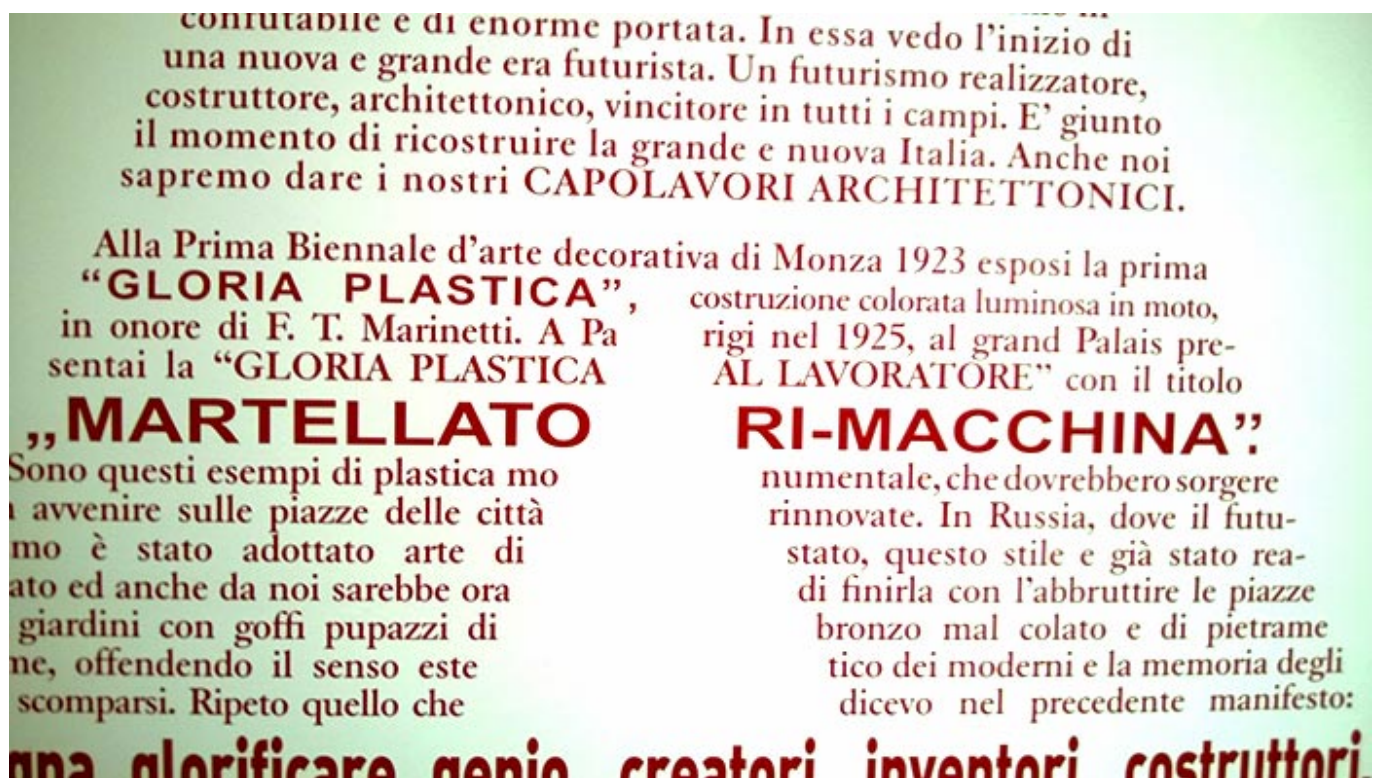 confutabile e di enorme portata. In essa vedo l'inizio di
una nuova e grande era futurista. Un futurismo realizzatore,
costruttore, architettonico, vincitore in tutti i campi. E' giunto
il momento di ricostruire la grande e nuova Italia. Anche noi
sapremo dare i nostri CAPOLAVORI ARCHITETTONICI.
Alla Prima Biennale d'arte decorativa di Monza 1923 esposi la prima
“GLORIA PLASTICA”, costruzione colorata luminosa in moto,
in onore di F. T. Marinetti. A Pa rigi nel 1925, al grand Palais pre-
sentai la “GLORIA PLASTICA AL LAVORATORE” con il titolo
„MARTELLATO RI-MACCHINA”.
Sono questi esempi di plastica mo numentale, che dovrebbero sorgere
avvenire sulle piazze delle città rinnovate. In Russia, dove il futu-
mo è stato adottato arte di stato, questo stile e già stato rea-
ato ed anche da noi sarebbe ora di finirla con l'abbruttire le piazze
giardini con goffi pupazzi di bronzo mal colato e di pietrame
me, offendendo il senso este tico dei moderni e la memoria degli
scomparsi. Ripeto quello che dicevo nel precedente manifesto:
gna glorificare genio creatori inventori costruttori